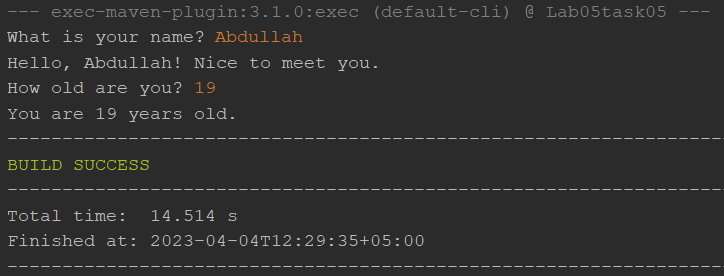 --- exec-maven-plugin:3.1.0:exec (default-cli) @ Lab05task05 ---
What is your name? Abdullah
Hello, Abdullah! Nice to meet you.
How old are you? 19
You are 19 years old.
------------------------------------------------------------------------
BUILD SUCCESS
------------------------------------------------------------------------
Total time:  14.514 s
Finished at: 2023-04-04T12:29:35+05:00
------------------------------------------------------------------------